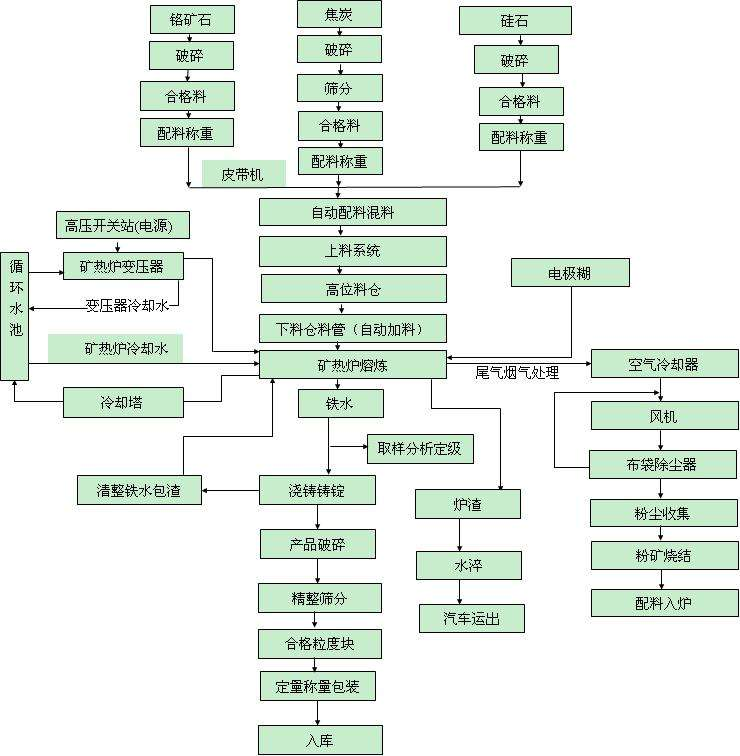 铬矿石
焦炭
硅石
破碎
破碎
破碎
合格料
筛分
合格料
配料称重
合格料
配料称重
配料称重
皮带机
自动配料混料
高压开关站(电源)
上料系统
循环水池
矿热炉变压器
电极糊
高位料仓
变压器冷却水
下料仓料管（自动加料）
矿热炉冷却水
矿热炉熔炼
尾气烟气处理
空气冷却器
冷却塔
铁水
风机
取样分析定级
布袋除尘器
清整铁水包渣
浇铸铸锭
炉渣
粉尘收集
产品破碎
水淬
粉矿烧结
精整筛分
汽车运出
配料入炉
合格粒度块
定量称量包装
入库